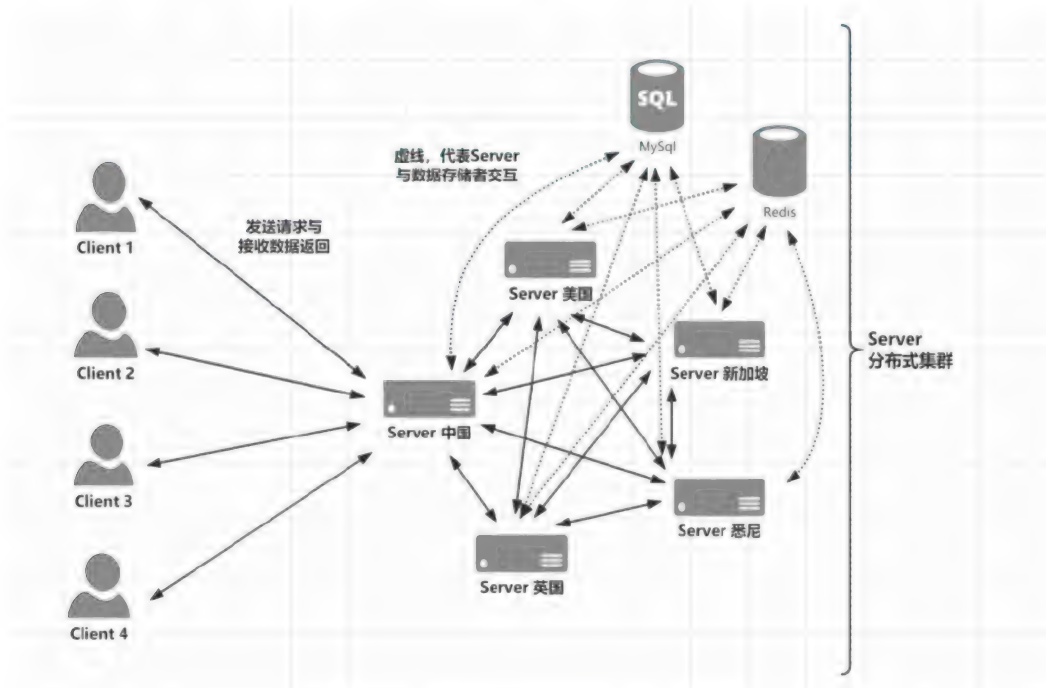 SQL
MySql
Redis
虚线，代表Server
与数据存储者交互
Client 1
发送请求与
接收数据返回
Server 美国
Server
分布式集群
Client 2
Server 新加坡
Server 中国
Client 3
Server 悉尼
Server 英国
Client 4